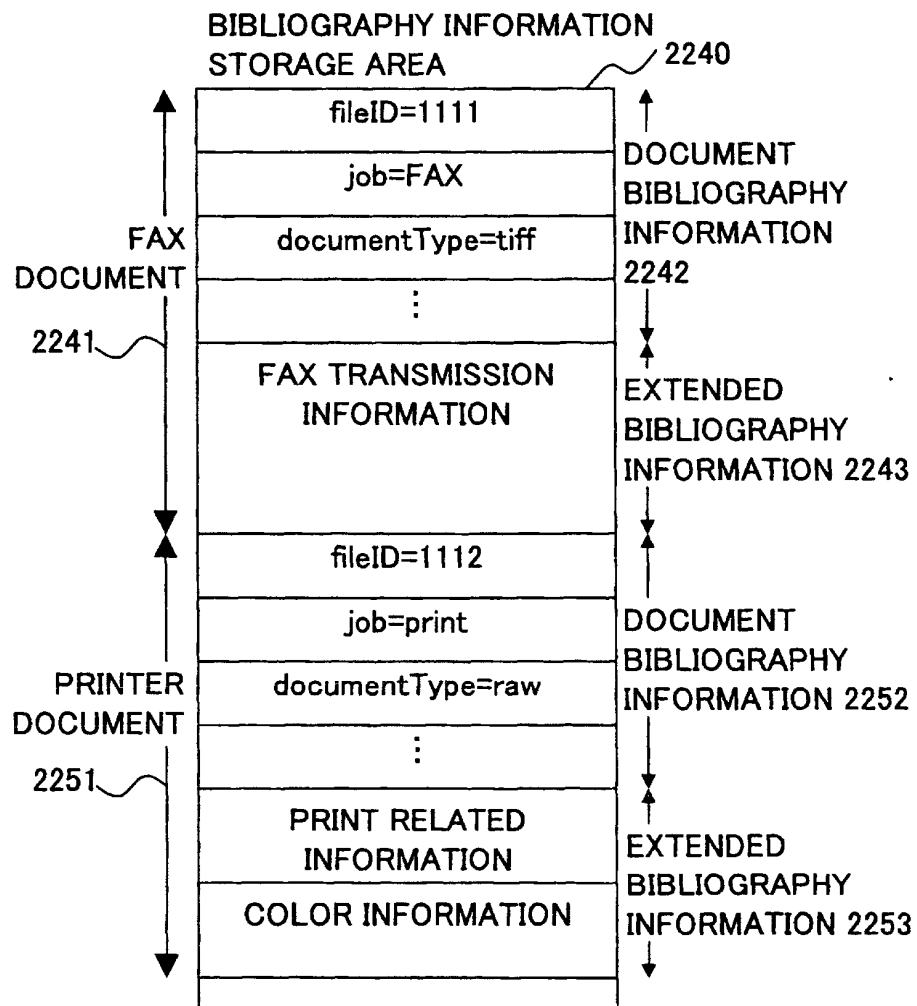 BIBLIOGRAPHY INFORMATION
STORAGE AREA
2240
fileID=1111
job=FAX
documentType=tiff
⋮
FAX TRANSMISSION
INFORMATION
FAX
DOCUMENT
2241
DOCUMENT
BIBLIOGRAPHY
INFORMATION
2242
EXTENDED
BIBLIOGRAPHY
INFORMATION 2243
fileID=1112
job=print
documentType=raw
⋮
PRINT RELATED
INFORMATION
COLOR INFORMATION
PRINTER
DOCUMENT
2251
DOCUMENT
BIBLIOGRAPHY
INFORMATION 2252
EXTENDED
BIBLIOGRAPHY
INFORMATION 2253